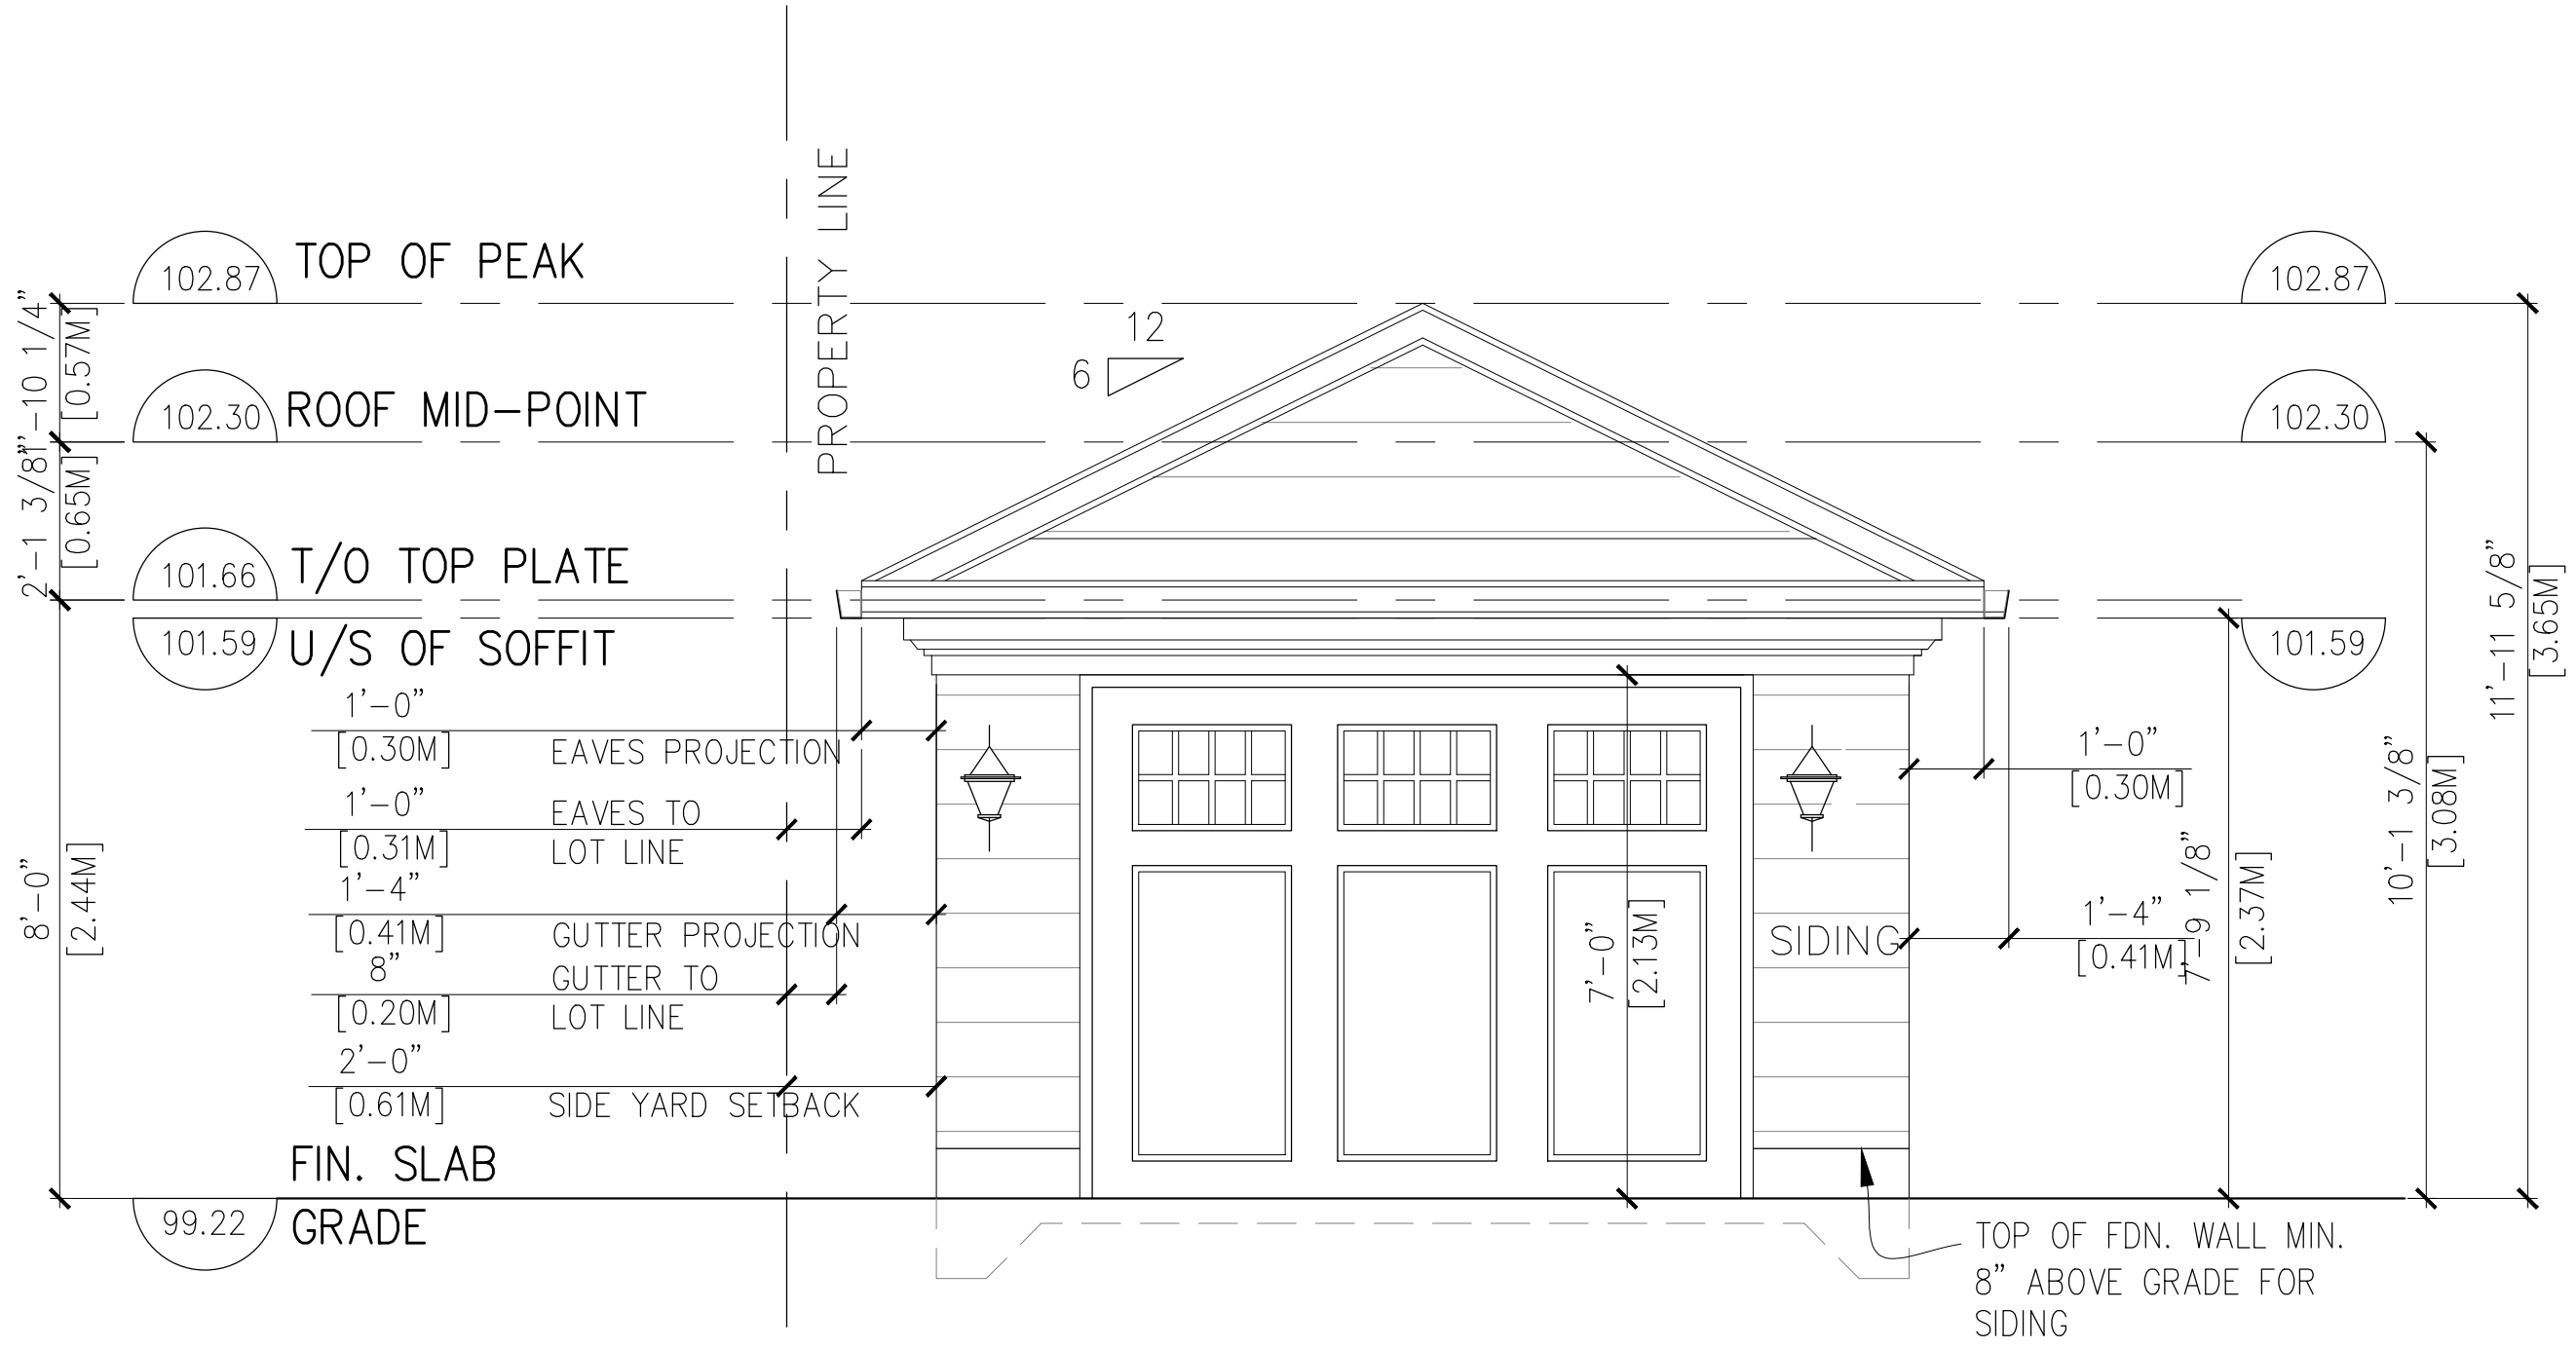 PROPERTY LINE
102.87
TOP OF PEAK
102.87
1'-10 1/4"
[0.57M]
12
6
102.30
ROOF MID-POINT
102.30
2'-1 3/8"
[0.65M]
101.66
T/O TOP PLATE
101.59
U/S OF SOFFIT
101.59
11'-11 5/8"
[3.65M]
10'-1 3/8"
[3.08M]
7'-9 1/8"
[2.37M]
8'-0"
[2.44M]
1'-0"
[0.30M]
EAVES PROJECTION
1'-0"
[0.31M]
EAVES TO
LOT LINE
1'-4"
[0.41M]
GUTTER PROJECTION
8"
[0.20M]
GUTTER TO
LOT LINE
2'-0"
[0.61M]
SIDE YARD SETBACK
7'-0"
[2.13M]
SIDING
1'-0"
[0.30M]
1'-4"
[0.41M]
FIN. SLAB
99.22
GRADE
TOP OF FDN. WALL MIN.
8" ABOVE GRADE FOR
SIDING